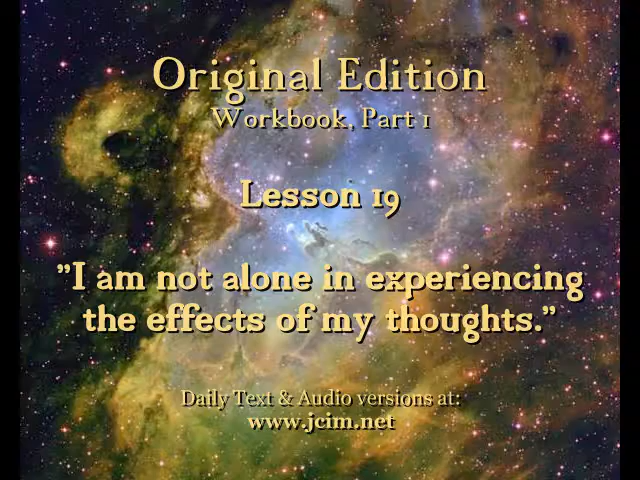 Original Edition
Workbook, Part 1
Lesson 19
"I am not alone in experiencing
the effects of my thoughts."
Daily Text & Audio versions at:
www.jcim.net